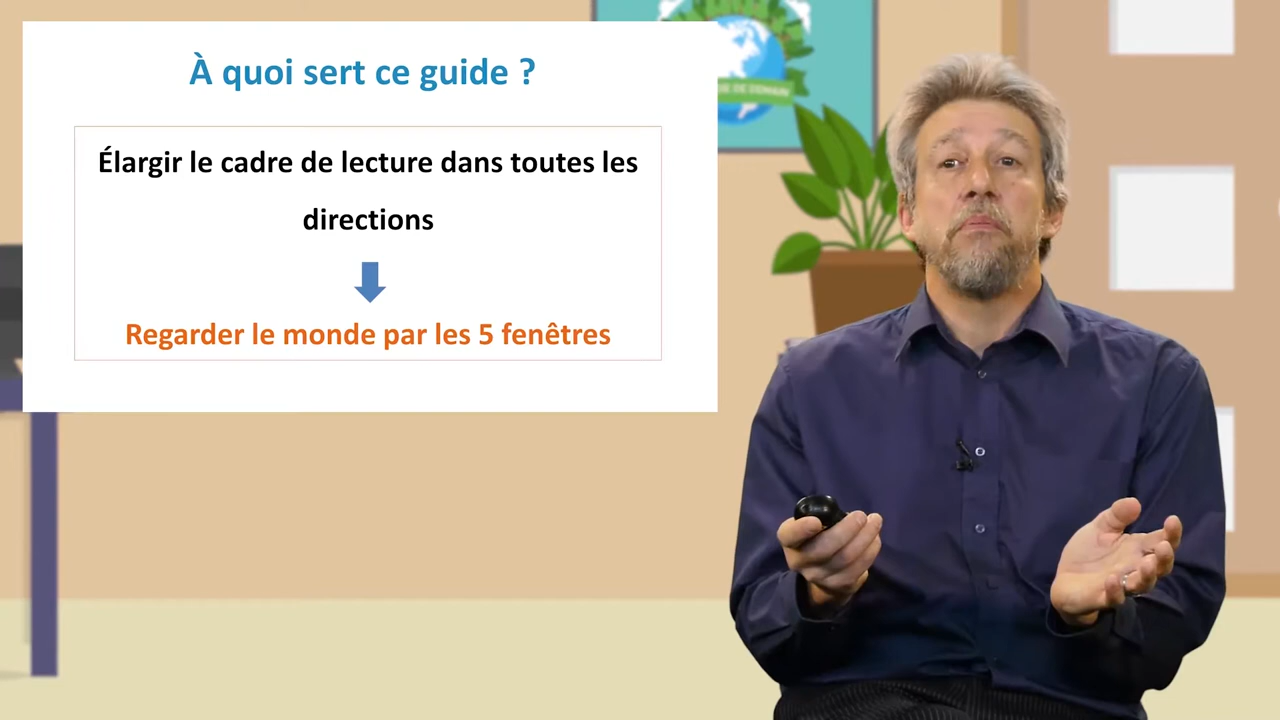 À quoi sert ce guide ?
Élargir le cadre de lecture dans toutes les
directions
Regarder le monde par les 5 fenêtres